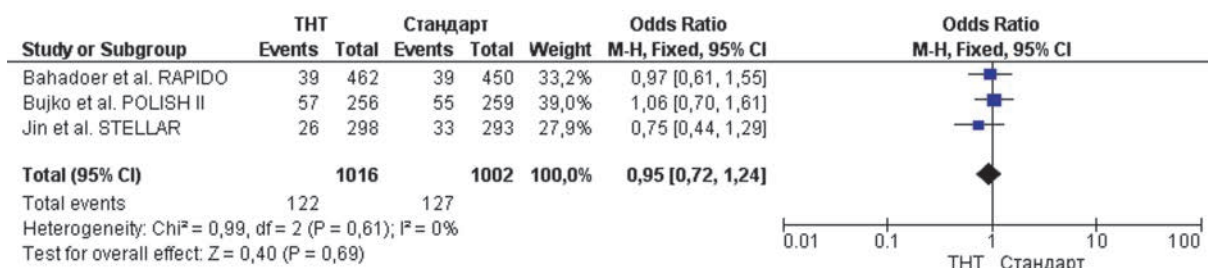 ТНТ Стандарт Odds Ratio Odds Ratio
Study or Subgroup Events Total Events Total Weight M-H, Fixed, 95% CI M-H, Fixed, 95% CI
Bahadoer et al. RAPIDO 39 462 39 450 33,2% 0,97 [0,61, 1,55]
Bujko et al. POLISH II 57 256 55 259 39,0% 1,06 [0,70, 1,61]
Jin et al. STELLAR 26 298 33 293 27,9% 0,75 [0,44, 1,29]
Total (95% CI) 1016 1002 100,0% 0,95 [0,72, 1,24]
Total events 122 127
Heterogeneity: Chi² = 0,99, df = 2 (P = 0,61); I² = 0%
Test for overall effect: Z = 0,40 (P = 0,69)
0.01 0.1 1 10 100
ТНТ Стандарт